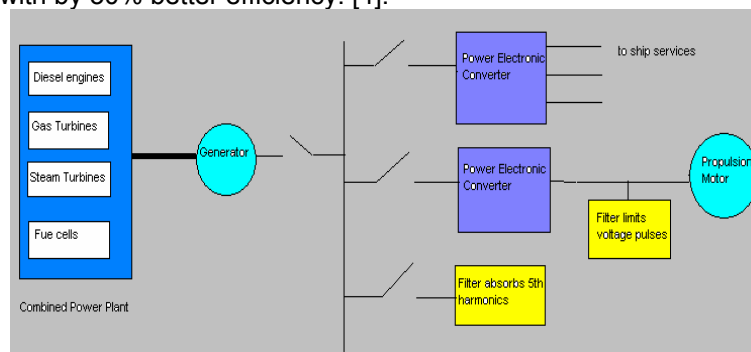 with by 30% better efficiency. [4].
Diesel engines
Gas Turbines
Steam Turbines
Fue cells
Combined Power Plant
Generator
Power Electronic
Converter
to ship services
Power Electronic
Converter
Filter limits
voltage pulses
Propulsion
Motor
Filter absorbs 5th
harmonics